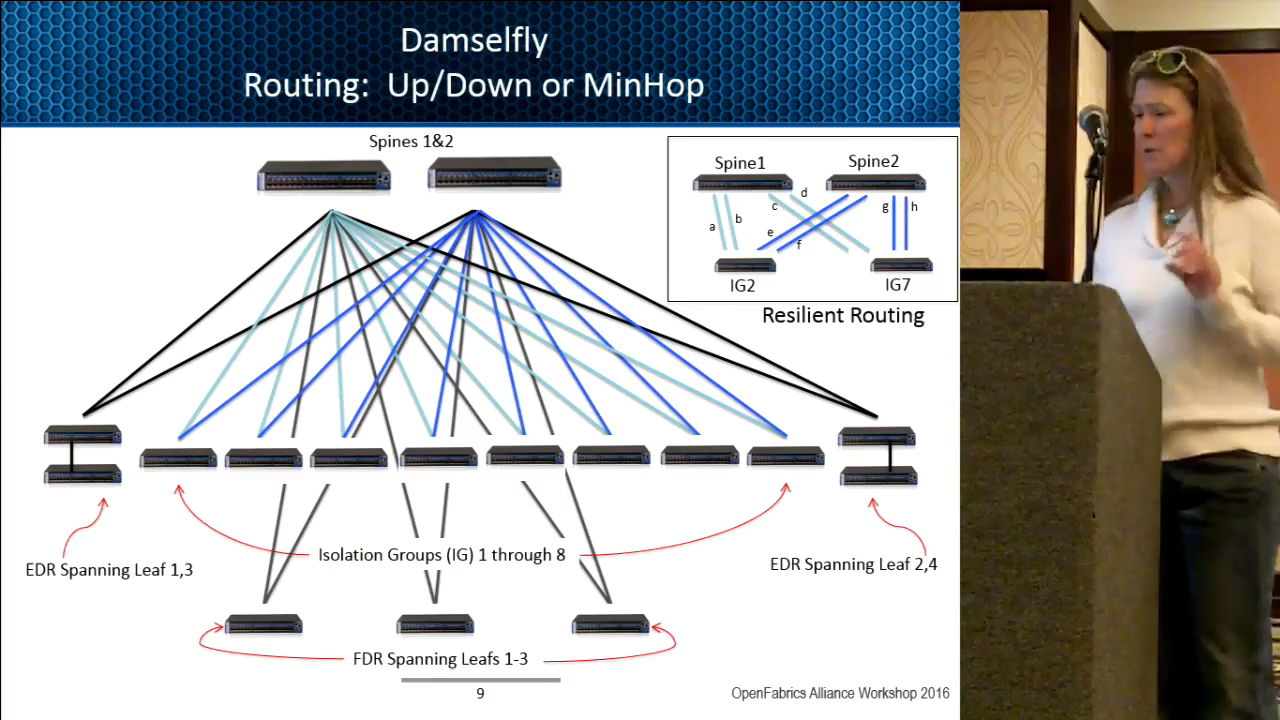 Damselfly
Routing:  Up/Down or MinHop
Spines 1&2
Spine1
Spine2
d
c
g
h
b
a
e
f
IG2
IG7
Resilient Routing
Isolation Groups (IG) 1 through 8
EDR Spanning Leaf 1,3
EDR Spanning Leaf 2,4
FDR Spanning Leafs 1-3
9
OpenFabrics Alliance Workshop 2016